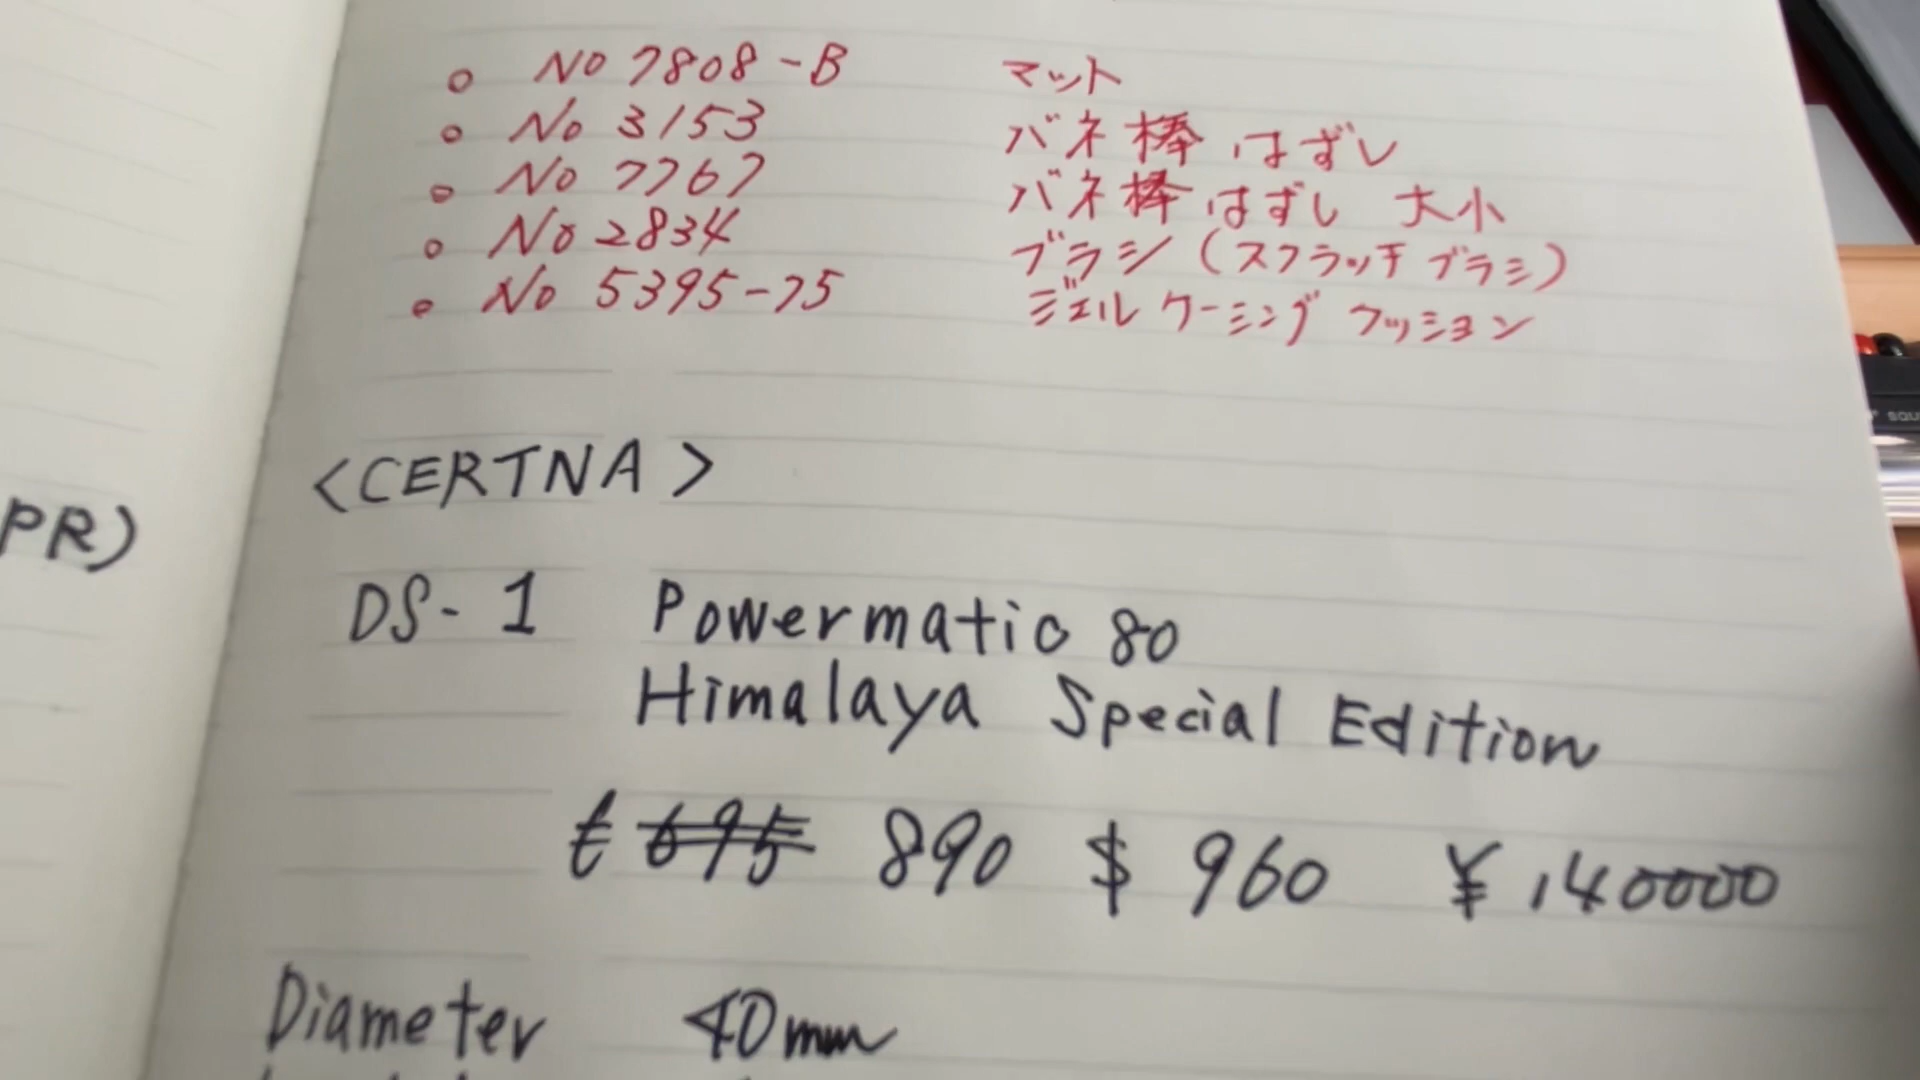 PR)
○ No 7808-B マット
○ No 3153 バネ棒はずし
○ No 7767 バネ棒はずし 大小
○ No 2834 ブラシ (スクラッチブラシ)
○ No 5395-75 ジェルクーミングクッション
<CERTNA>
DS-1 Powermatic 80
Himalaya Special Edition
€ 695 890 $ 960 ¥140000
Diameter 40mm